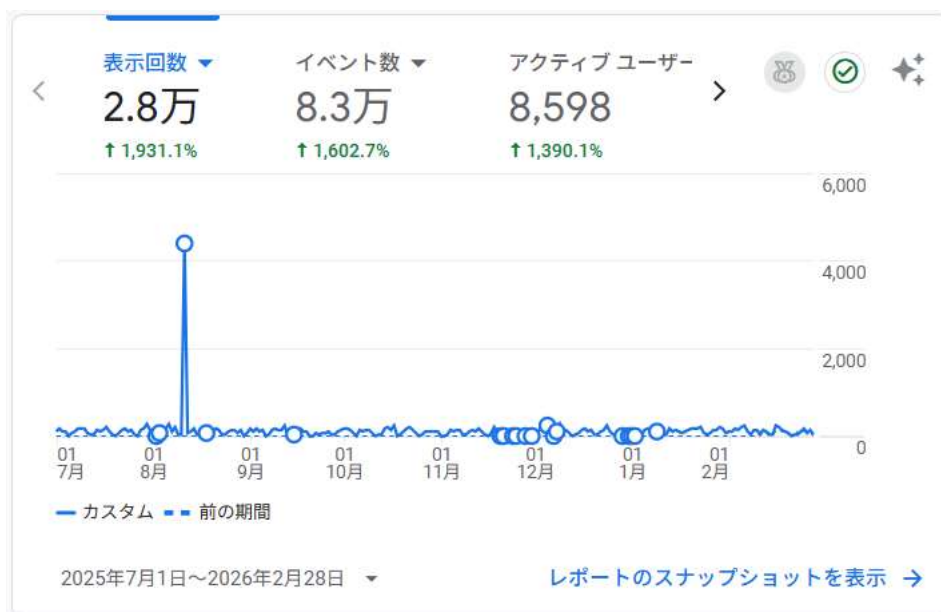 表示回数
イベント数
アクティブ ユーザー
2.8万
8.3万
8,598
↑ 1,931.1%
↑ 1,602.7%
↑ 1,390.1%
6,000
4,000
2,000
0
01 01 01 01 01 01 01 01
7月 8月 9月 10月 11月 12月 1月 2月
カスタム 前の期間
2025年7月1日~2026年2月28日
レポートのスナップショットを表示 →